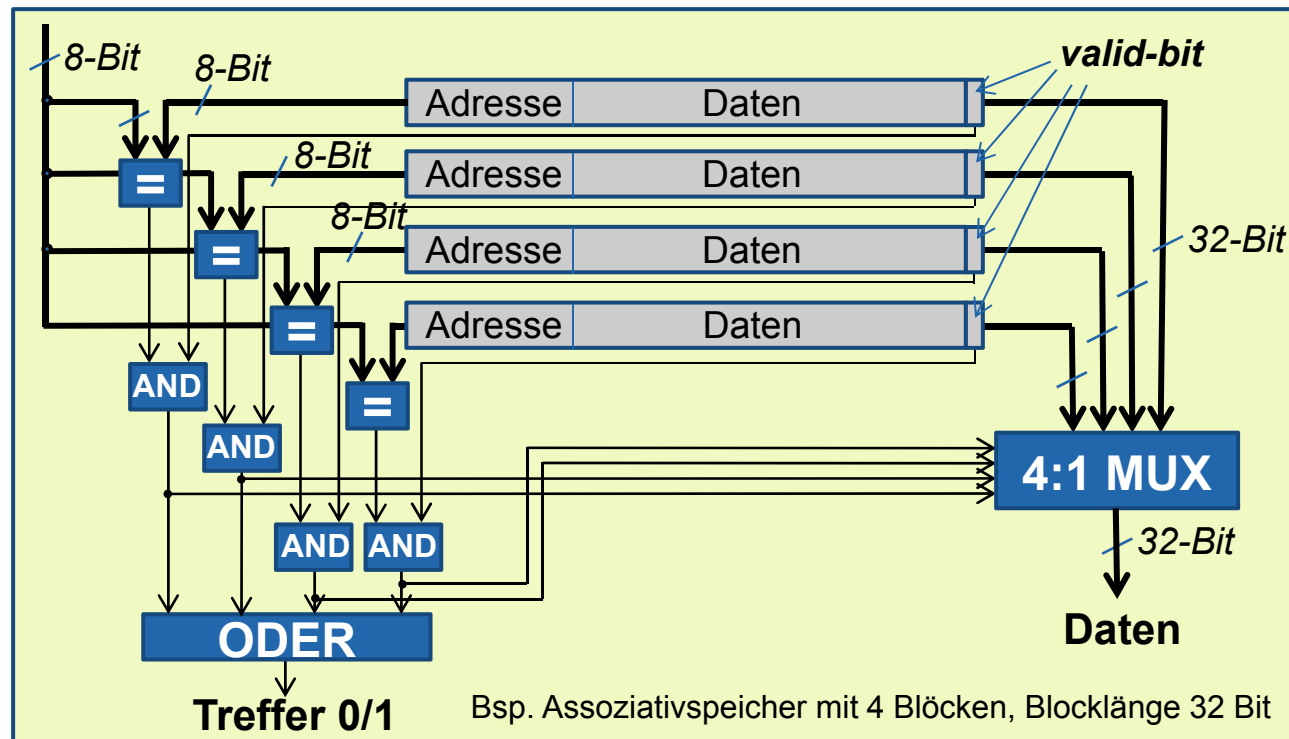 8-Bit
8-Bit
valid-bit
Adresse Daten
8-Bit
Adresse Daten
=
8-Bit
Adresse Daten
32-Bit
=
Adresse Daten
=
AND
=
AND
4:1 MUX
AND AND
32-Bit
ODER
Daten
Treffer 0/1
Bsp. Assoziativspeicher mit 4 Blöcken, Blocklänge 32 Bit